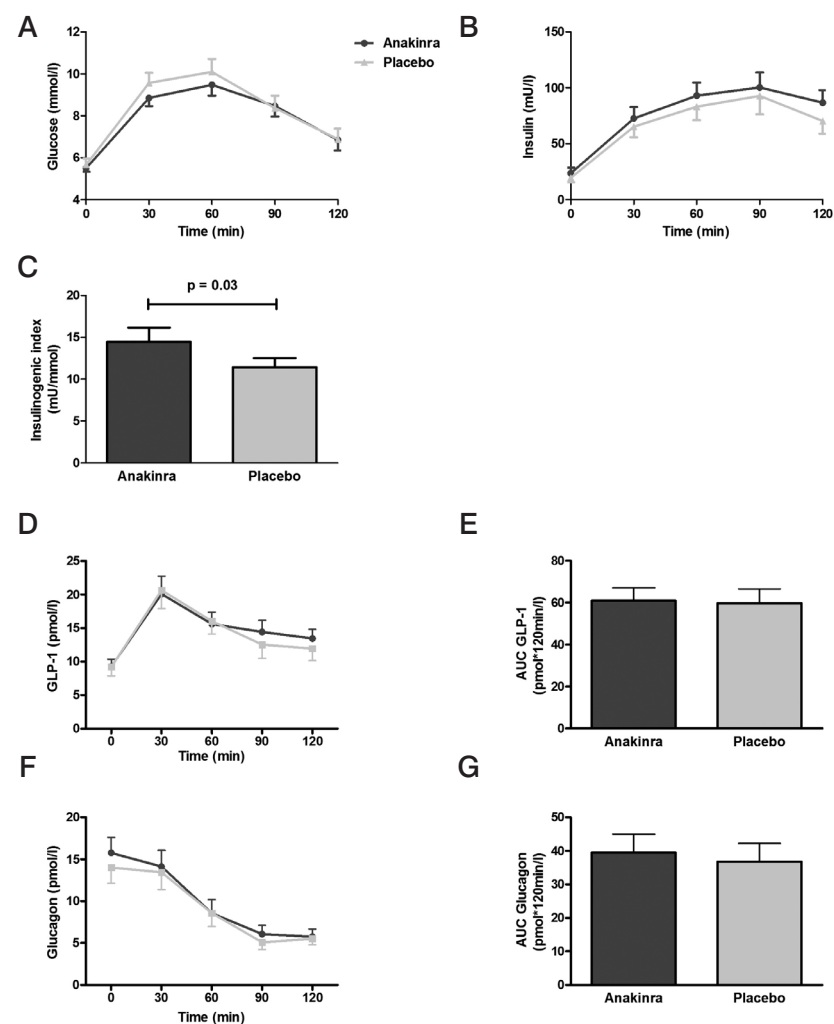 A
12
10
8
6
4
Glucose (mmol/l)
0 30 60 90 120
Time (min)
Anakinra
Placebo
B
150
100
50
0
Insulin (mU/l)
0 30 60 90 120
Time (min)
C
p = 0.03
20
15
10
5
0
Insulinogenic index
(mU/mmol)
Anakinra Placebo
D
25
20
15
10
5
0
GLP-1 (pmol/l)
0 30 60 90 120
Time (min)
E
80
60
40
20
0
AUC GLP-1
(pmol*120min/l)
Anakinra Placebo
F
20
15
10
5
0
Glucagon (pmol/l)
0 30 60 90 120
Time (min)
G
50
40
30
20
10
0
AUC Glucagon
(pmol*120min/l)
Anakinra Placebo